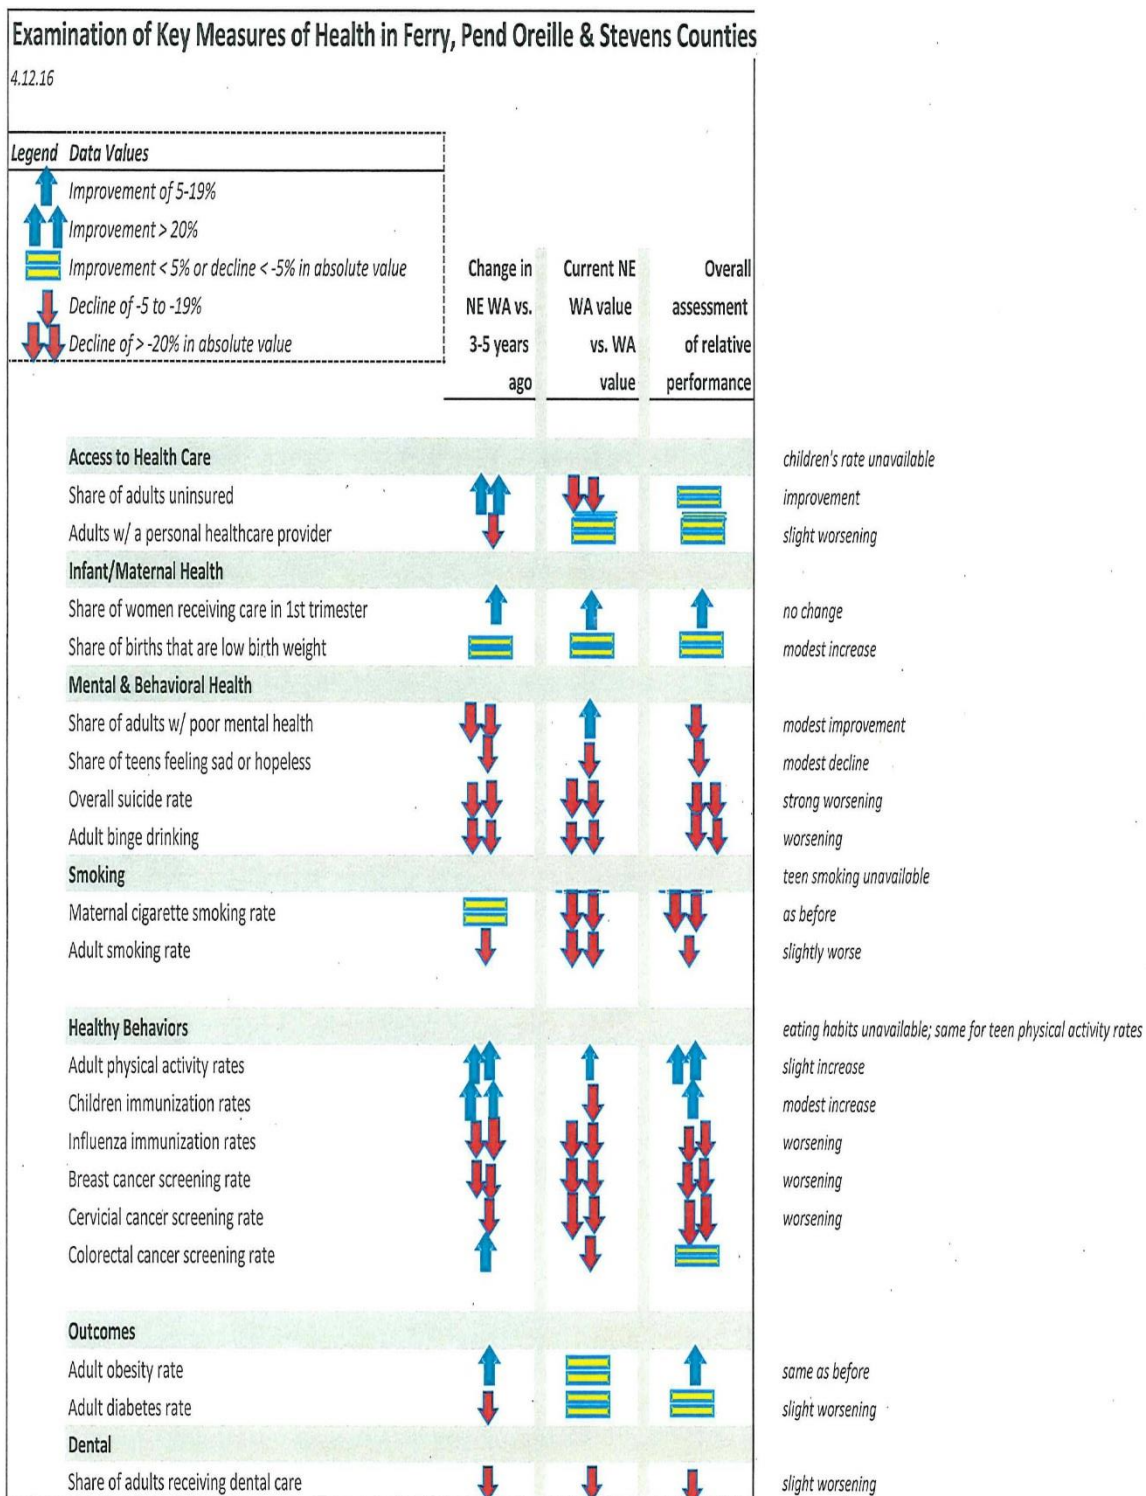 Examination of Key Measures of Health in Ferry, Pend Oreille & Stevens Counties
4.12.16
Legend Data Values
Improvement of 5-19%
Improvement > 20%
Improvement < 5% or decline < -5% in absolute value
Decline of -5 to -19%
Decline of > -20% in absolute value
Change in NE WA vs. 3-5 years ago
Current NE WA value vs. WA value
Overall assessment of relative performance
Access to Health Care children's rate unavailable
Share of adults uninsured improvement
Adults w/ a personal healthcare provider slight worsening
Infant/Maternal Health
Share of women receiving care in 1st trimester no change
Share of births that are low birth weight modest increase
Mental & Behavioral Health
Share of adults w/ poor mental health modest improvement
Share of teens feeling sad or hopeless modest decline
Overall suicide rate strong worsening
Adult binge drinking worsening
Smoking teen smoking unavailable
Maternal cigarette smoking rate as before
Adult smoking rate slightly worse
Healthy Behaviors eating habits unavailable; same for teen physical activity rates
Adult physical activity rates slight increase
Children immunization rates modest increase
Influenza immunization rates worsening
Breast cancer screening rate worsening
Cervicial cancer screening rate worsening
Colorectal cancer screening rate
Outcomes
Adult obesity rate same as before
Adult diabetes rate slight worsening
Dental
Share of adults receiving dental care slight worsening